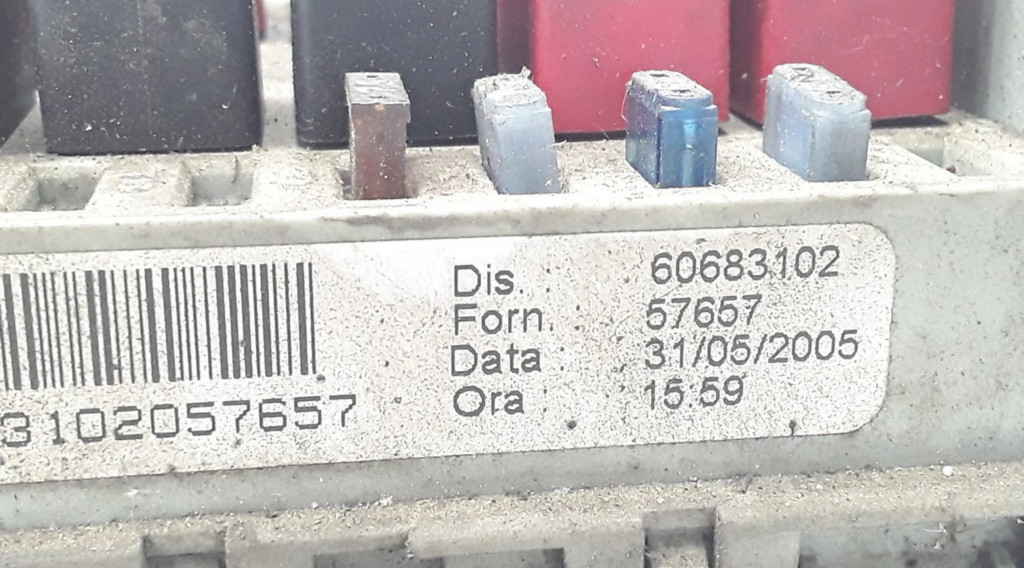 Dis. : 60683102
Forn. : 57657
Data : 31/05/2005
Ora : 15:59
3102057657